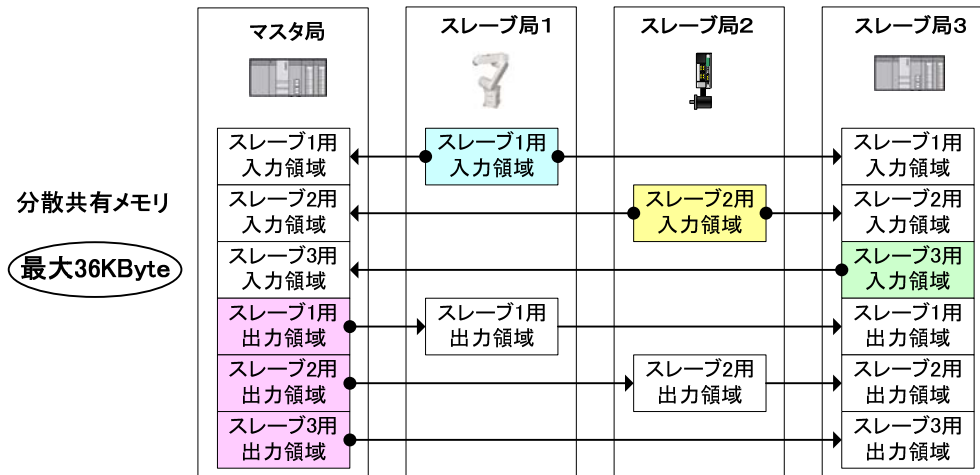 マスタ局
スレーブ局1
スレーブ局2
スレーブ局3
分散共有メモリ
最大36KByte
スレーブ1用
入力領域
スレーブ2用
入力領域
スレーブ3用
入力領域
スレーブ1用
出力領域
スレーブ2用
出力領域
スレーブ3用
出力領域
スレーブ1用
入力領域
スレーブ1用
出力領域
スレーブ2用
入力領域
スレーブ2用
出力領域
スレーブ1用
入力領域
スレーブ2用
入力領域
スレーブ3用
入力領域
スレーブ1用
出力領域
スレーブ2用
出力領域
スレーブ3用
出力領域